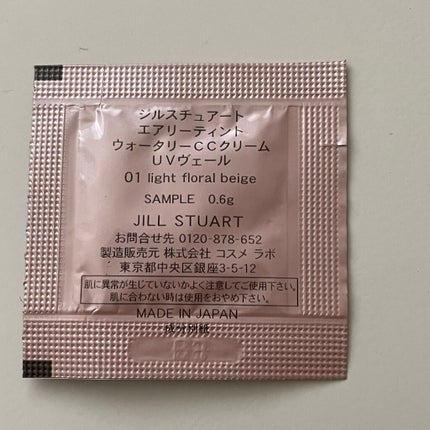 ジルスチュアート
エアリーティント
ウォータリーCCクリーム
UVヴェール
01 light floral beige
SAMPLE 0.6g
JILL STUART
お問合せ先 0120-878-652
製造販売元 株式会社 コスメ ラボ
東京都中央区銀座3-5-12
肌に異常が生じていないかよく注意してご使用下さい。
肌に合わない時は使用をおやめ下さい。
MADE IN JAPAN
成分別紙